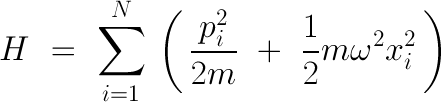 $H = \sum_{i=1}^{N} \left( \frac{p_i^2}{2m} + \frac{1}{2} m \omega^2 x_i^2 \right)$